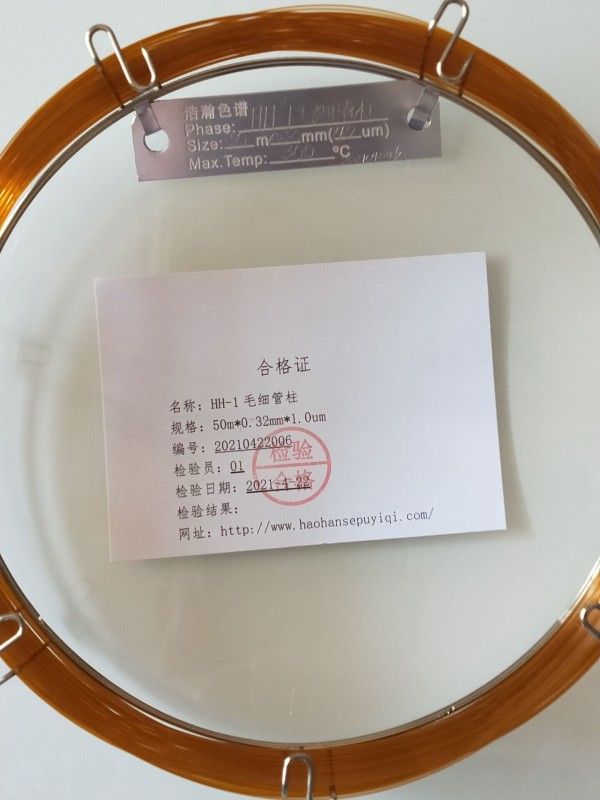 浩瀚色谱
Phase:
Size: m mm( um)
Max.Temp: °C
合格证
名称: HH-1 毛细管柱
规格: 50m*0.32mm*1.0um
编号: 20210422006
检验员: 01
检验日期: 2021.4.22
检验结果:
网址: http://www.haohansepuyiqi.com/
检验
合格